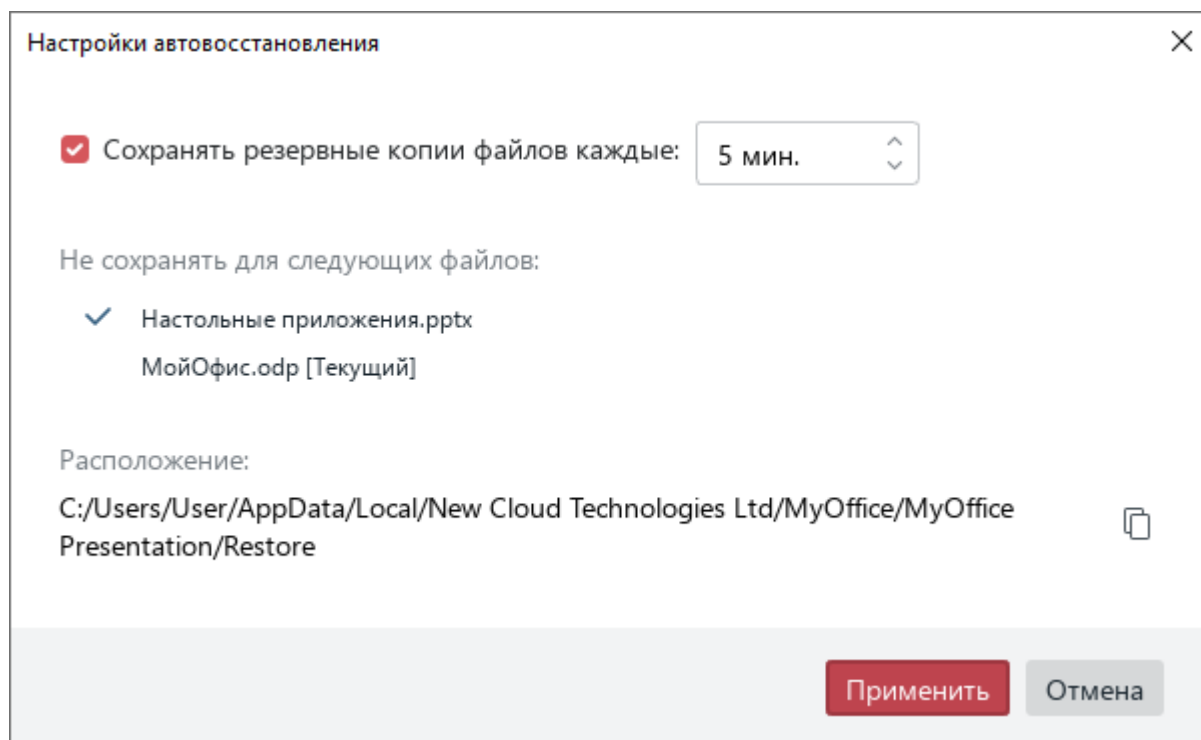 Настройки автовосстановления
Сохранять резервные копии файлов каждые: 5 мин.
Не сохранять для следующих файлов:
Настольные приложения.pptx
МойОфис.odp [Текущий]
Расположение:
C:/Users/User/AppData/Local/New Cloud Technologies Ltd/MyOffice/MyOffice
Presentation/Restore
Применить Отмена